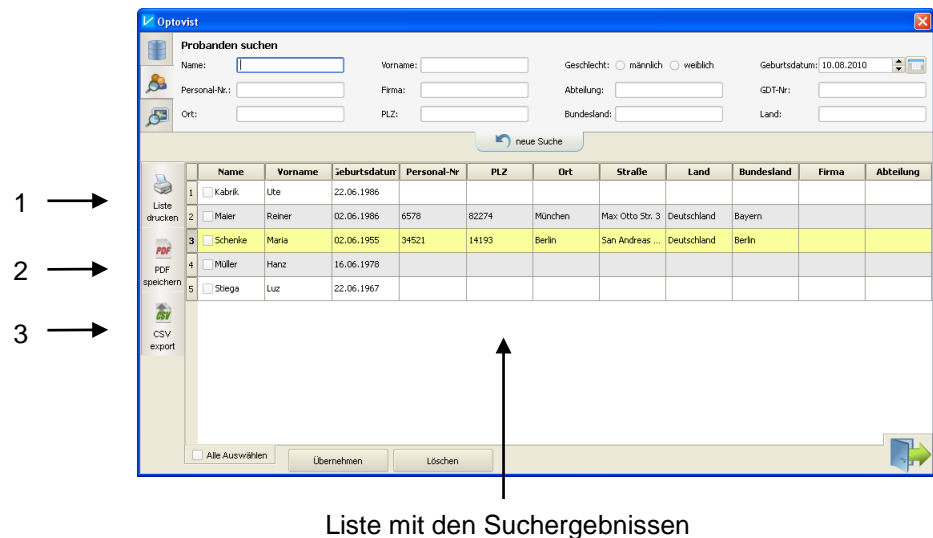 Optovist
Probanden suchen
Name: Vorname: Geschlecht: männlich weiblich Geburtsdatum: 10.08.2010
Personal-Nr.: Firma: Abteilung: GDT-Nr:
Ort: PLZ: Bundesland: Land:
neue Suche
Name Vorname Geburtsdatum Personal-Nr PLZ Ort Straße Land Bundesland Firma Abteilung
1 Kabrik Ute 22.06.1986
2 Maier Reiner 02.06.1986 6578 82274 München Max Otto Str. 3 Deutschland Bayern
3 Schenke Maria 02.06.1955 34521 14193 Berlin San Andreas ... Deutschland Berlin
4 Müller Hanz 16.06.1978
5 Stiega Luz 22.06.1967
1
Liste
drucken
2
PDF
PDF
speichern
3
CSV
CSV
export
Alle Auswählen Übernehmen Löschen
Liste mit den Suchergebnissen